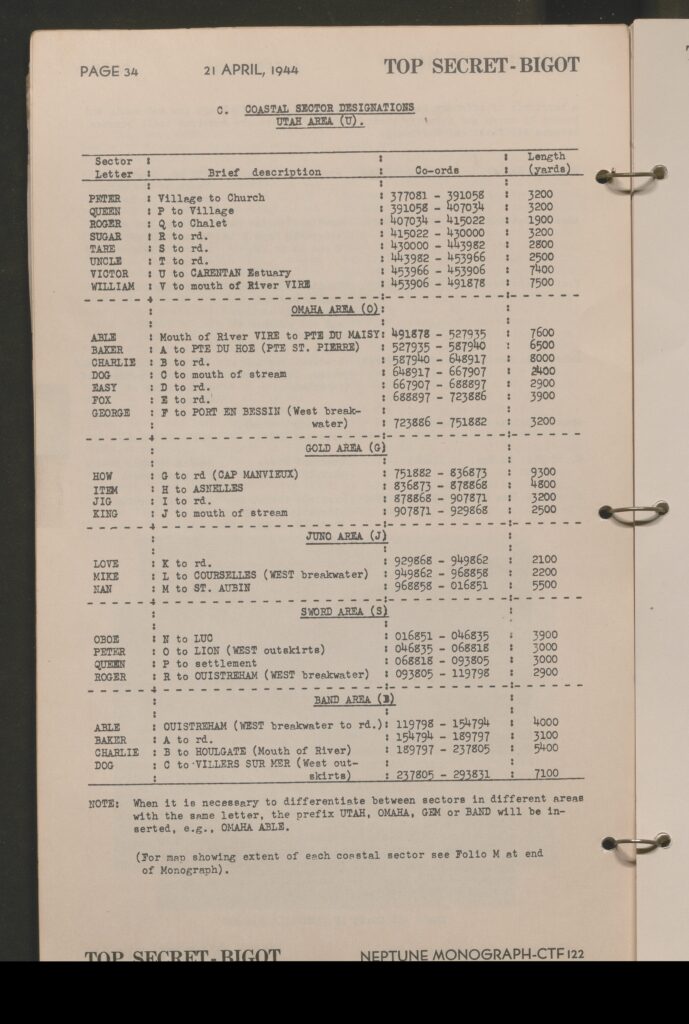 PAGE 34 21 APRIL, 1944 TOP SECRET-BIGOT
C. COASTAL SECTOR DESIGNATIONS
UTAH AREA (U).
Sector : : : Length
Letter : Brief description : Co-ords : (yards)
PETER : Village to Church : 377081 - 391058 : 3200
QUEEN : P to Village : 391058 - 407034 : 3200
ROGER : Q to Chalet : 407034 - 415022 : 1900
SUGAR : R to rd. : 415022 - 430000 : 3200
TARE : S to rd. : 430000 - 443982 : 2800
UNCLE : T to rd. : 443982 - 453966 : 2500
VICTOR : U to CARENTAN Estuary : 453966 - 453906 : 7400
WILLIAM : V to mouth of River VIRE : 453906 - 491878 : 7500
OMAHA AREA (O):
ABLE : Mouth of River VIRE to PTE DU MAISY: 491878 - 527935 : 7600
BAKER : A to PTE DU HOE (PTE ST. PIERRE) : 527935 - 587940 : 6500
CHARLIE : B to rd. : 587940 - 648917 : 8000
DOG : C to mouth of stream : 648917 - 667907 : 2400
EASY : D to rd. : 667907 - 688897 : 2900
FOX : E to rd. : 688897 - 723886 : 3900
GEORGE : F to PORT EN BESSIN (West break-
water) : 723886 - 751882 : 3200
GOLD AREA (G)
HOW : G to rd (CAP MANVIEUX) : 751882 - 836873 : 9300
ITEM : H to ASNELLES : 836873 - 878868 : 4800
JIG : I to rd. : 878868 - 907871 : 3200
KING : J to mouth of stream : 907871 - 929868 : 2500
JUNO AREA (J)
LOVE : K to rd. : 929868 - 949862 : 2100
MIKE : L to COURSELLES (WEST breakwater) : 949862 - 968858 : 2200
NAN : M to ST. AUBIN : 968858 - 016851 : 5500
SWORD AREA (S)
OBOE : N to LUC : 016851 - 046835 : 3900
PETER : O to LION (WEST outskirts) : 046835 - 068818 : 3000
QUEEN : P to settlement : 068818 - 093805 : 3000
ROGER : R to OUISTREHAM (WEST breakwater) : 093805 - 119798 : 2900
BAND AREA (B)
ABLE : OUISTREHAM (WEST breakwater to rd.): 119798 - 154794 : 4000
BAKER : A to rd. : 154794 - 189797 : 3100
CHARLIE : B to HOULGATE (Mouth of River) : 189797 - 237805 : 5400
DOG : C to VILLERS SUR MER (West out-
skirts) : 237805 - 293831 : 7100
NOTE: When it is necessary to differentiate between sectors in different areas
with the same letter, the prefix UTAH, OMAHA, GEM or BAND will be in-
serted, e.g., OMAHA ABLE.
(For map showing extent of each coastal sector see Folio M at end
of Monograph).
TOP SECRET-BIGOT NEPTUNE MONOGRAPH-CTF 122